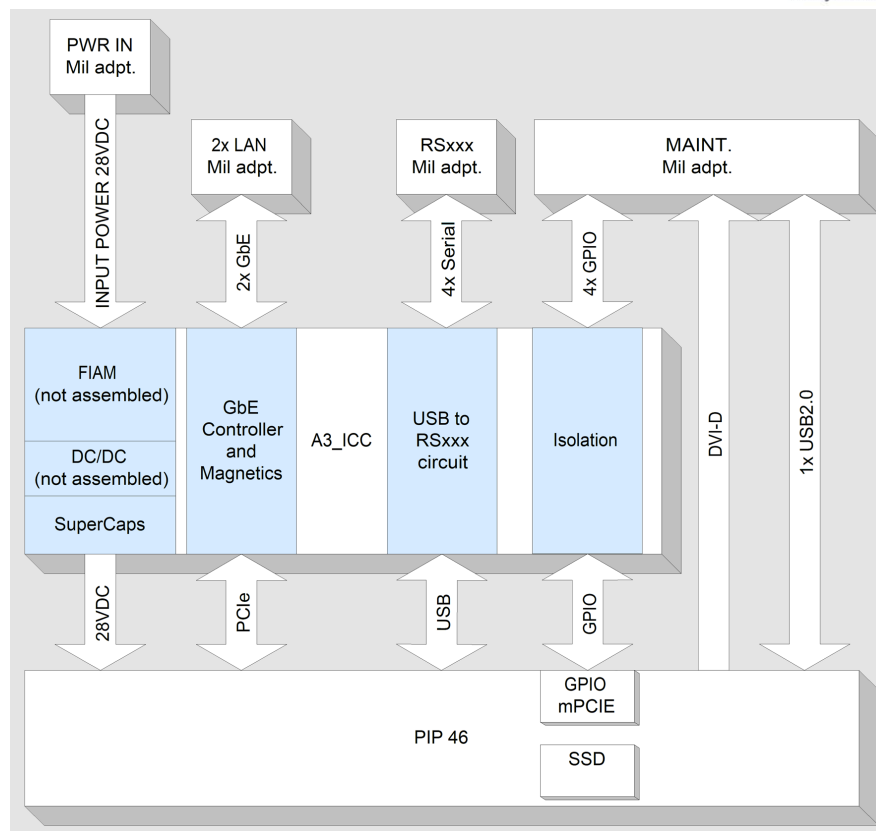 PWR IN
Mil adpt.
2x LAN
Mil adpt.
RSxxx
Mil adpt.
MAINT.
Mil adpt.
INPUT POWER 28VDC
2x GbE
4x Serial
4x GPIO
FIAM
(not assembled)
DC/DC
(not assembled)
SuperCaps
GbE
Controller
and
Magnetics
A3_ICC
USB to
RSxxx
circuit
Isolation
DVI-D
1x USB2.0
28VDC
PCIe
USB
GPIO
GPIO
mPCIE
PIP 46
SSD